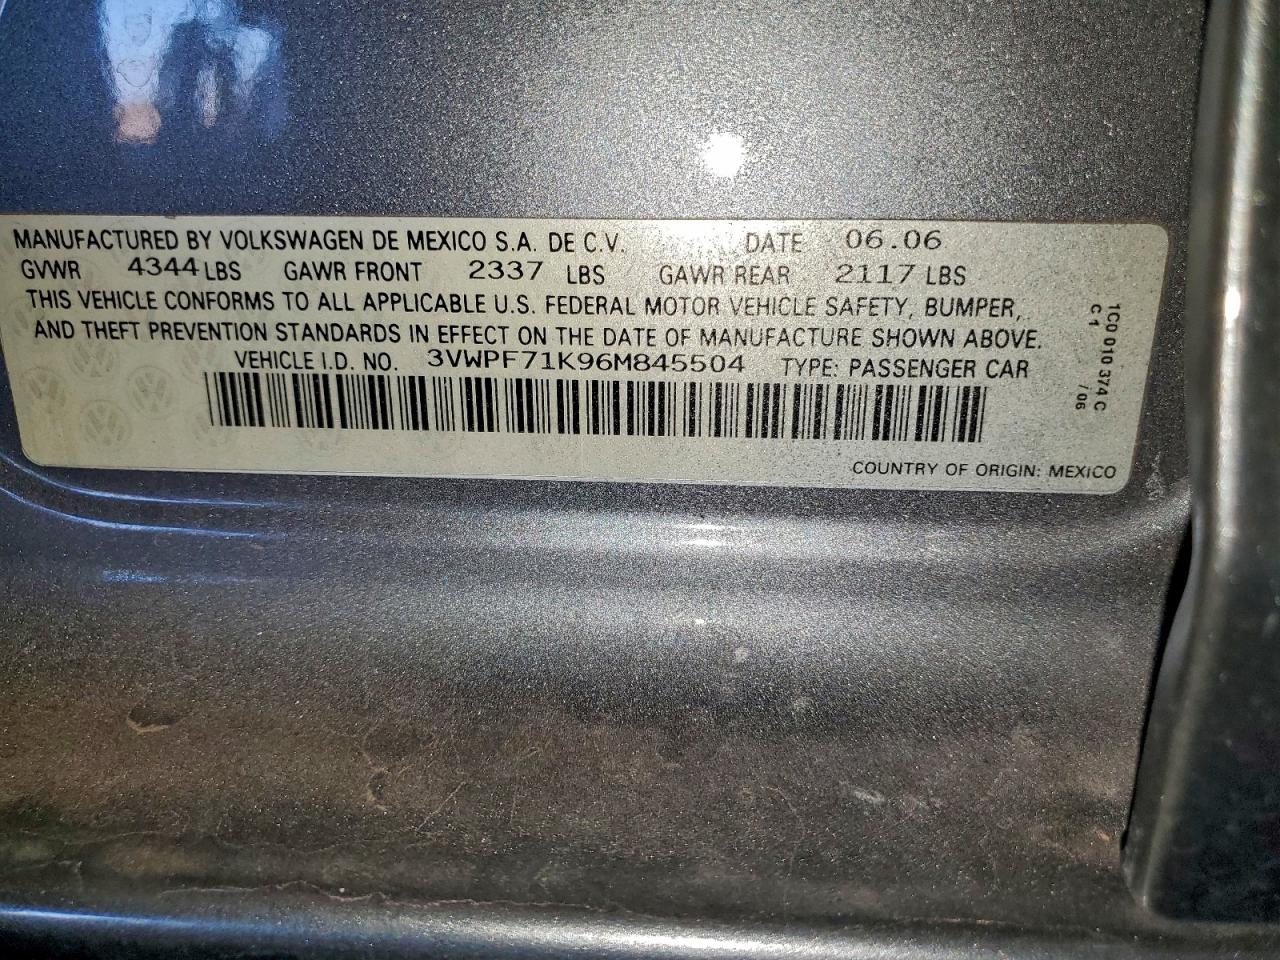 MANUFACTURED BY VOLKSWAGEN DE MEXICO S.A. DE C.V. DATE 06.06
GVWR 4344 LBS GAWR FRONT 2337 LBS GAWR REAR 2117 LBS
THIS VEHICLE CONFORMS TO ALL APPLICABLE U.S. FEDERAL MOTOR VEHICLE SAFETY, BUMPER,
AND THEFT PREVENTION STANDARDS IN EFFECT ON THE DATE OF MANUFACTURE SHOWN ABOVE.
VEHICLE I.D. NO. 3VWPF71K96M845504 TYPE: PASSENGER CAR
COUNTRY OF ORIGIN: MEXICO
1C0 010 374 C
C 1 / 06